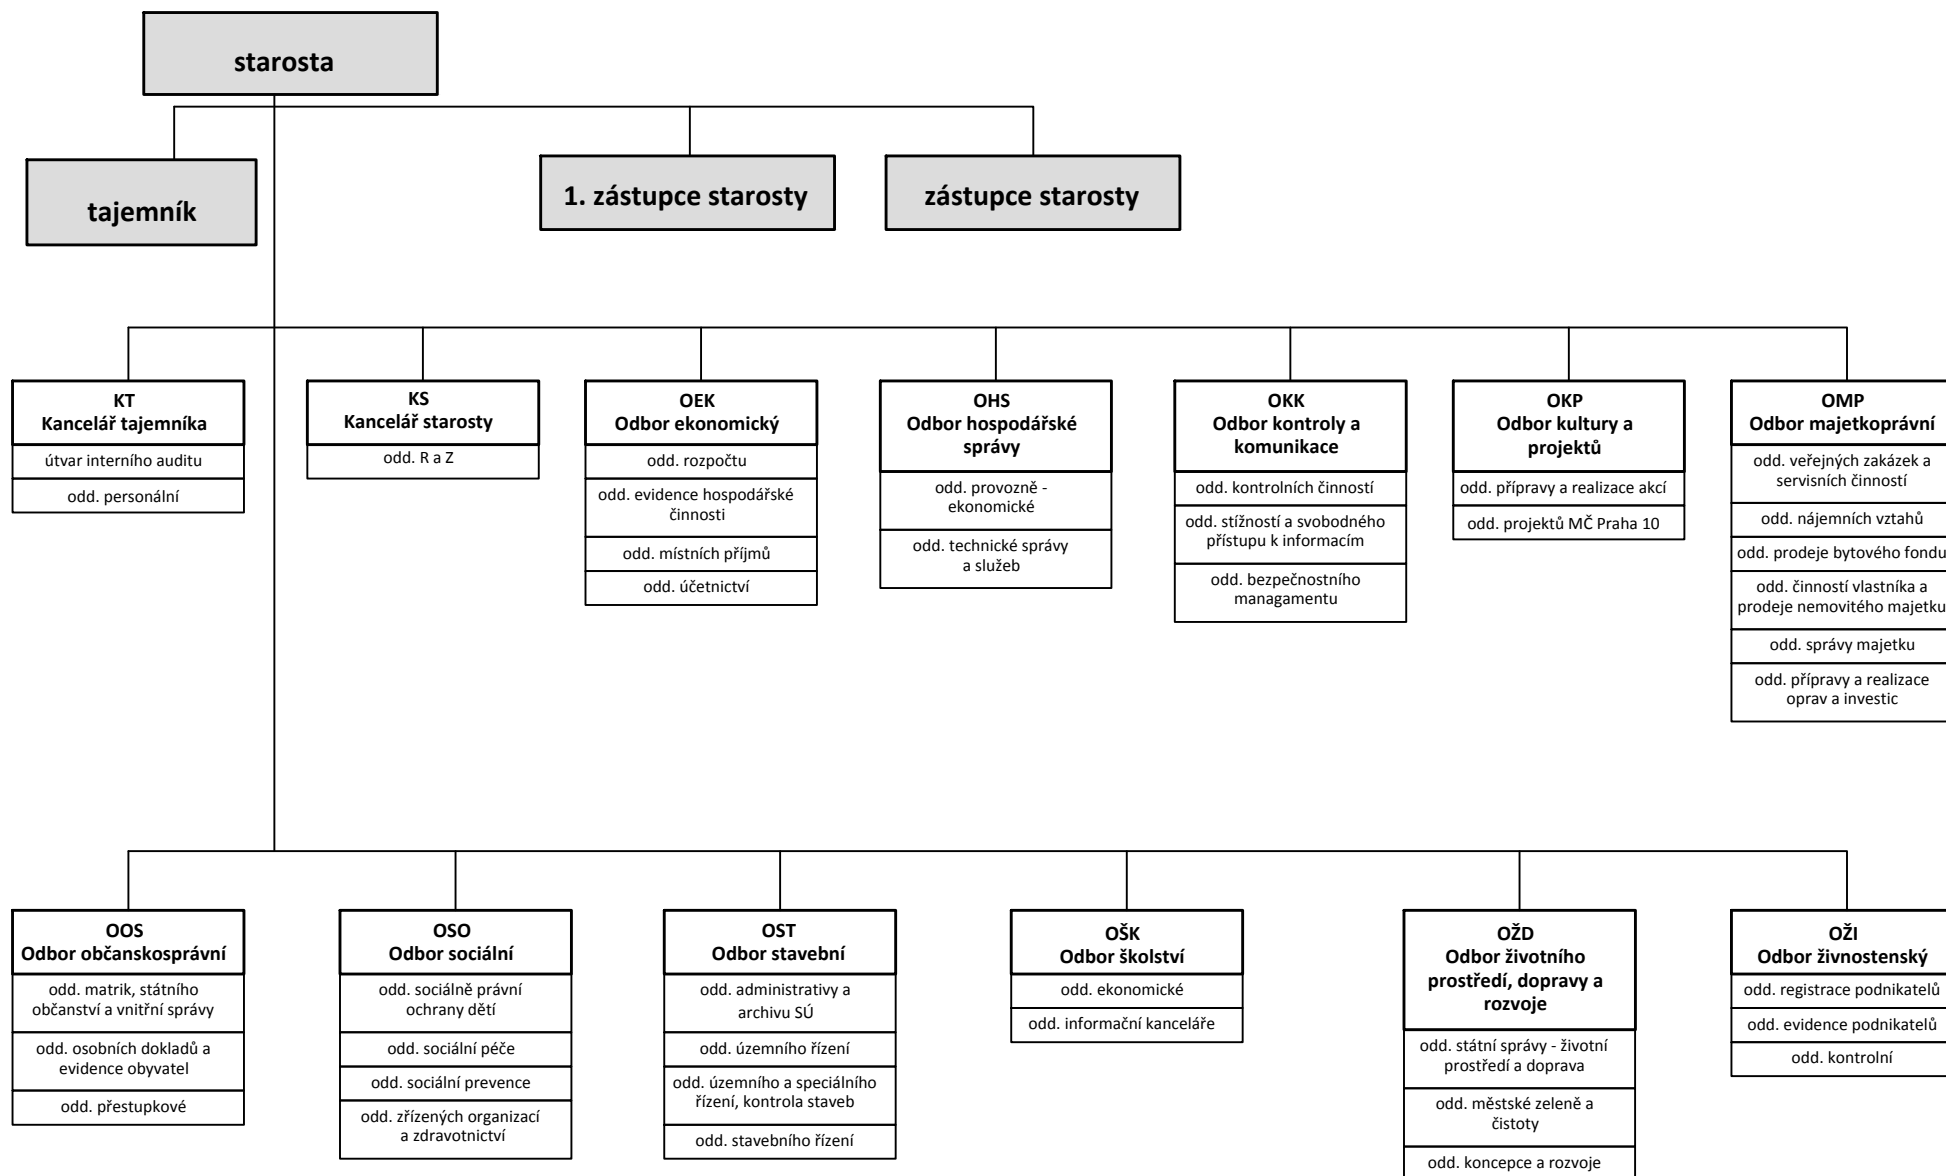 starosta
tajemník
1. zástupce starosty
zástupce starosty
KT
Kancelář tajemníka
útvar interního auditu
odd. personální
KS
Kancelář starosty
odd. R a Z
OEK
Odbor ekonomický
odd. rozpočtu
odd. evidence hospodářské
činnosti
odd. místních příjmů
odd. účetnictví
OHS
Odbor hospodářské
správy
odd. provozně -
ekonomické
odd. technické správy
a služeb
OKK
Odbor kontroly a
komunikace
odd. kontrolních činností
odd. stížností a svobodného
přístupu k informacím
odd. bezpečnostního
managamentu
OKP
Odbor kultury a
projektů
odd. přípravy a realizace akcí
odd. projektů MČ Praha 10
OMP
Odbor majetkoprávní
odd. veřejných zakázek a
servisních činností
odd. nájemních vztahů
odd. prodeje bytového fondu
odd. činností vlastníka a
prodeje nemovitého majetku
odd. správy majetku
odd. přípravy a realizace
oprav a investic
OOS
Odbor občanskosprávní
odd. matrik, státního
občanství a vnitřní správy
odd. osobních dokladů a
evidence obyvatel
odd. přestupkové
OSO
Odbor sociální
odd. sociálně právní
ochrany dětí
odd. sociální péče
odd. sociální prevence
odd. zřízených organizací
a zdravotnictví
OST
Odbor stavební
odd. administrativy a
archivu SÚ
odd. územního řízení
odd. územního a speciálního
řízení, kontrola staveb
odd. stavebního řízení
OŠK
Odbor školství
odd. ekonomické
odd. informační kanceláře
OŽD
Odbor životního
prostředí, dopravy a
rozvoje
odd. státní správy - životní
prostředí a doprava
odd. městské zeleně a
čistoty
odd. koncepce a rozvoje
OŽI
Odbor živnostenský
odd. registrace podnikatelů
odd. evidence podnikatelů
odd. kontrolní